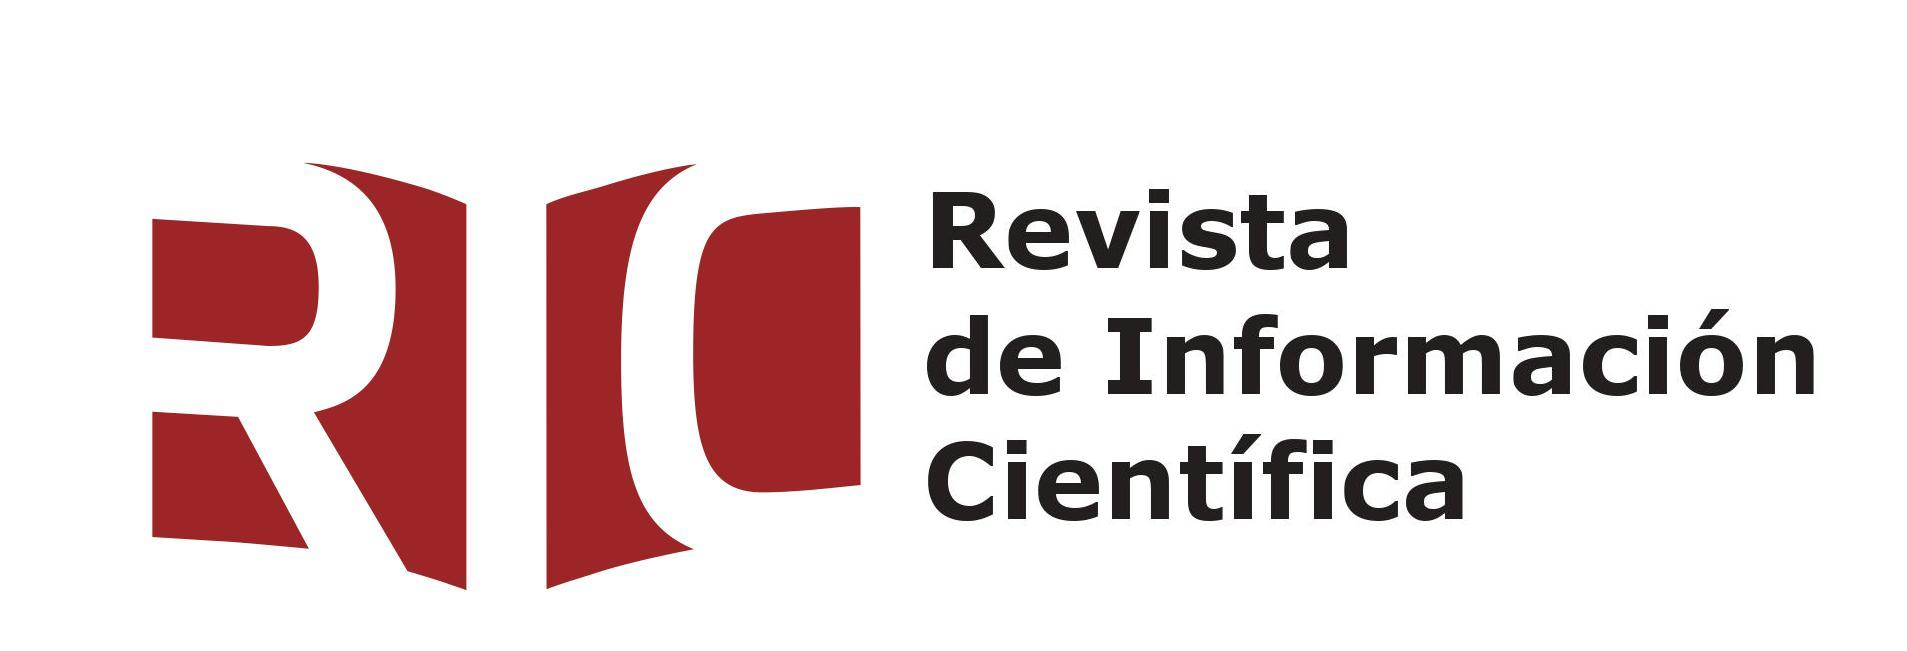 RIC
Revista
de Información
Científica